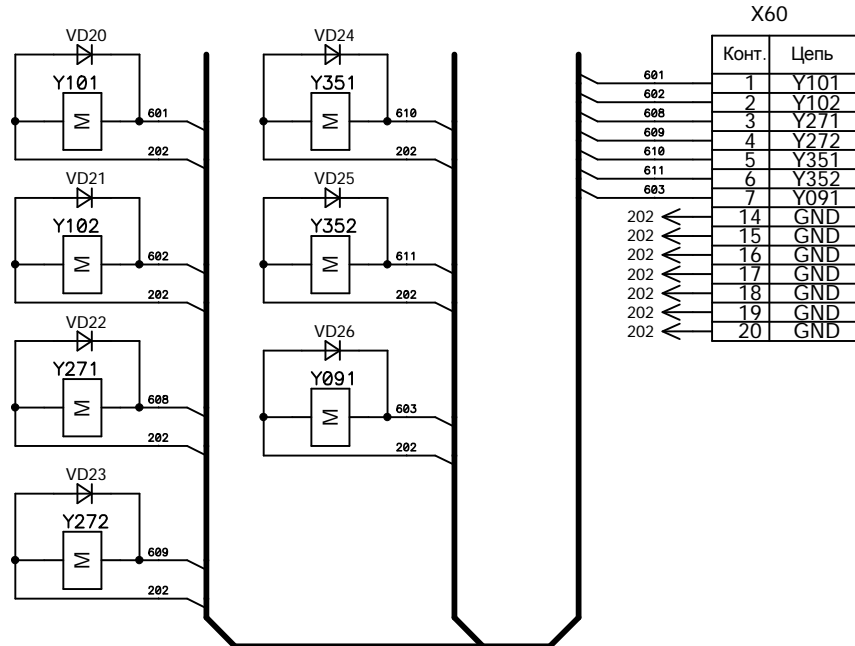 VD20
Y101
M
601
202
VD21
Y102
M
602
202
VD22
Y271
M
608
202
VD23
Y272
M
609
202
VD24
Y351
M
610
202
VD25
Y352
M
611
202
VD26
Y091
M
603
202
X60
Конт. Цепь
601 1 Y101
602 2 Y102
608 3 Y271
609 4 Y272
610 5 Y351
611 6 Y352
603 7 Y091
202 14 GND
202 15 GND
202 16 GND
202 17 GND
202 18 GND
202 19 GND
202 20 GND